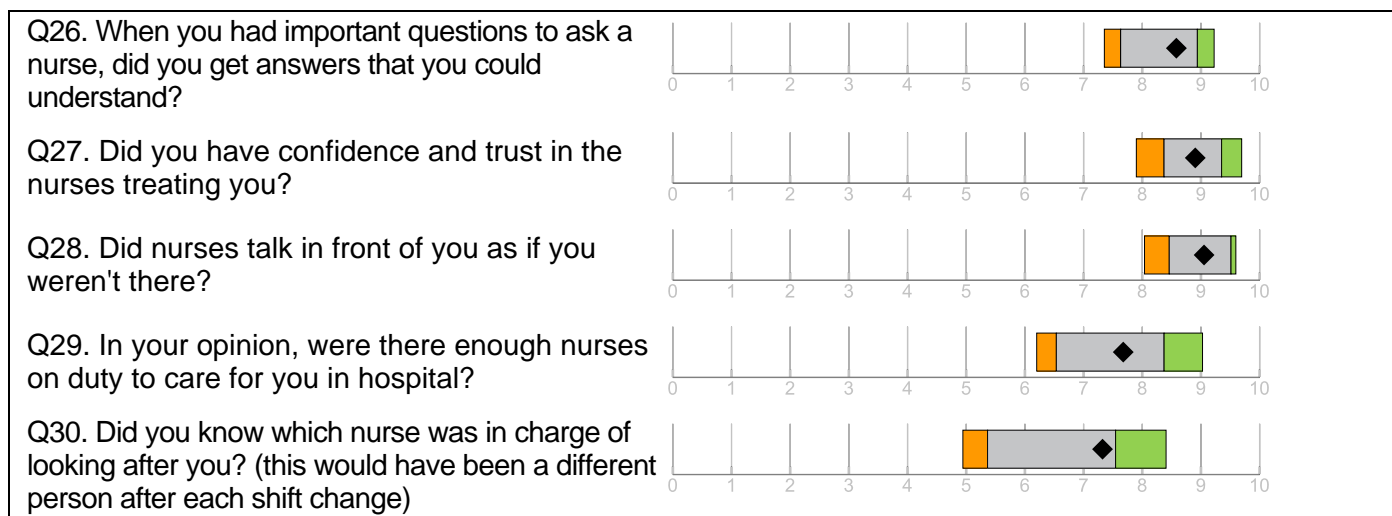 Q26. When you had important questions to ask a
nurse, did you get answers that you could
understand?
0 1 2 3 4 5 6 7 8 9 10
Q27. Did you have confidence and trust in the
nurses treating you?
0 1 2 3 4 5 6 7 8 9 10
Q28. Did nurses talk in front of you as if you
weren't there?
0 1 2 3 4 5 6 7 8 9 10
Q29. In your opinion, were there enough nurses
on duty to care for you in hospital?
0 1 2 3 4 5 6 7 8 9 10
Q30. Did you know which nurse was in charge of
looking after you? (this would have been a different
person after each shift change)
0 1 2 3 4 5 6 7 8 9 10